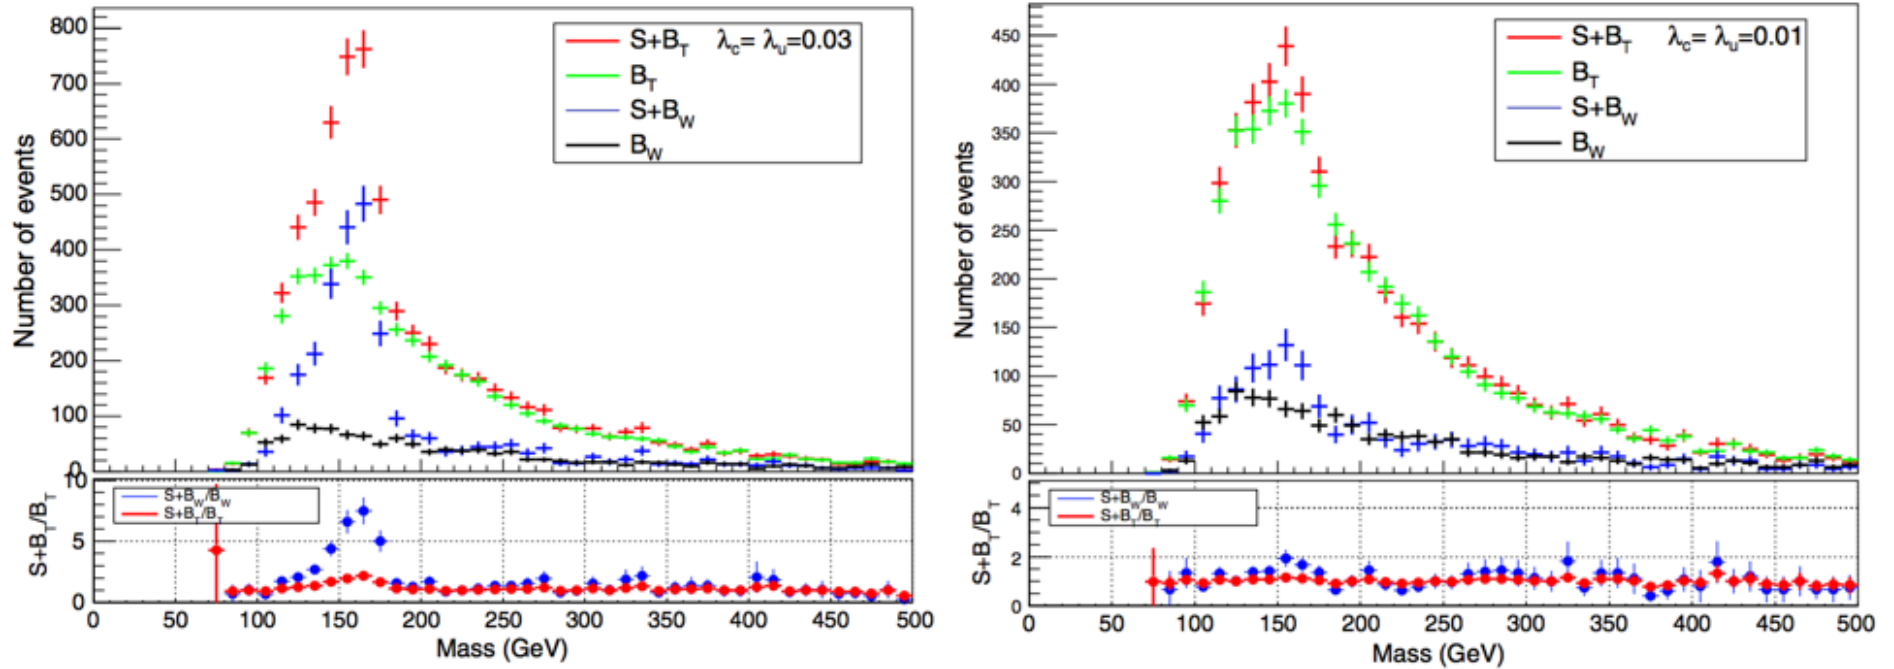 800
700
600
500
400
300
200
100
0
Number of events
S+B_T λ_c= λ_u=0.03
B_T
S+B_W
B_W
10
5
0
S+B_T/B_T
S+B_W/B_W
S+B_T/B_T
0 50 100 150 200 250 300 350 400 450 500
Mass (GeV)
450
400
350
300
250
200
150
100
50
0
Number of events
S+B_T λ_c= λ_u=0.01
B_T
S+B_W
B_W
4
2
0
S+B_T/B_T
S+B_W/B_W
S+B_T/B_T
0 50 100 150 200 250 300 350 400 450 500
Mass (GeV)